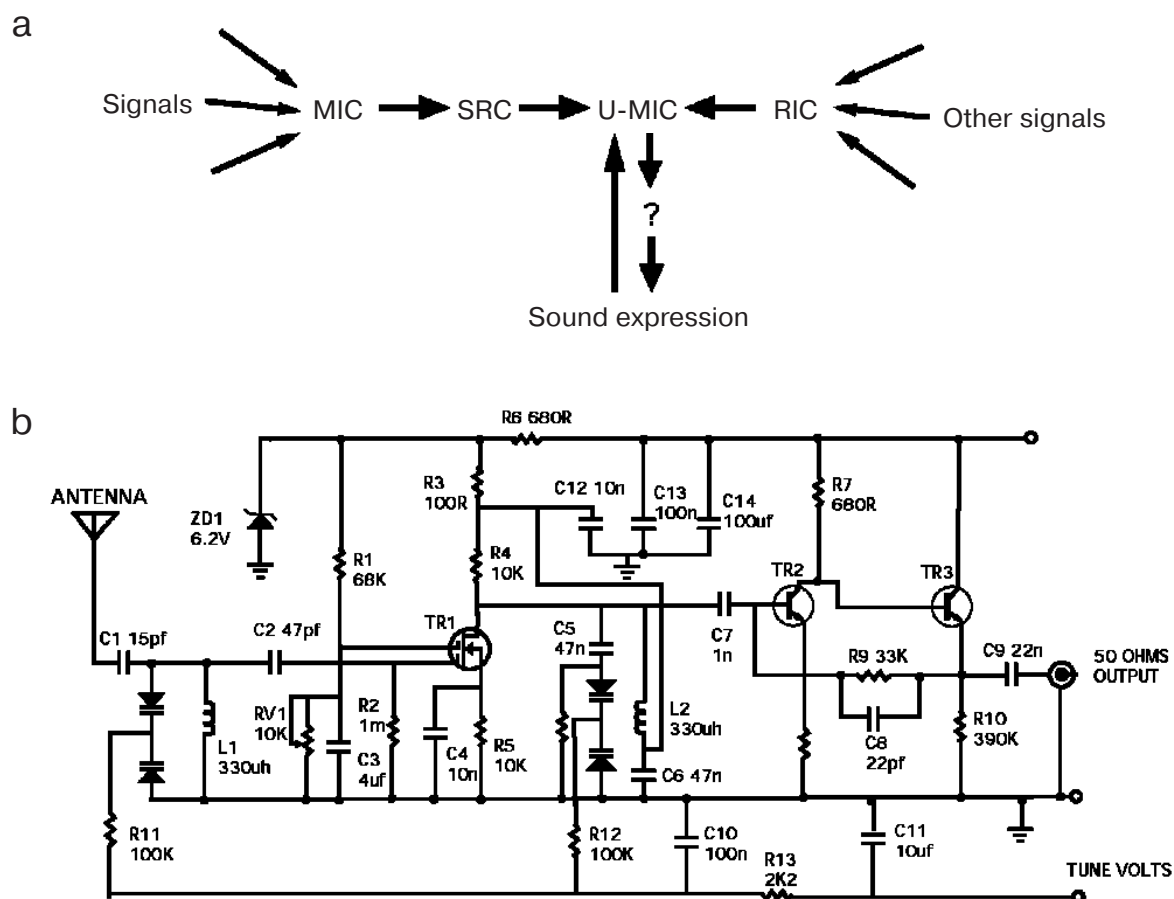 a
Signals
MIC
SRC
U-MIC
RIC
Other signals
?
Sound expression
b
R6 680R
ANTENNA
ZD1
6.2V
R1
68K
R3
100R
R4
10K
C12 10n
C13
100n
C14
100uf
R7
680R
TR1
TR2
TR3
C1 15pf
C2 47pf
C5
47n
C7
1n
R9 33K
C9 22n
50 OHMS
OUTPUT
L1
330uh
RV1
10K
C3
4uf
R2
1m
C4
10n
R5
10K
L2
330uh
C6 47n
C8
22pf
R10
390K
R11
100K
R12
100K
C10
100n
R13
2K2
C11
10uf
TUNE VOLTS